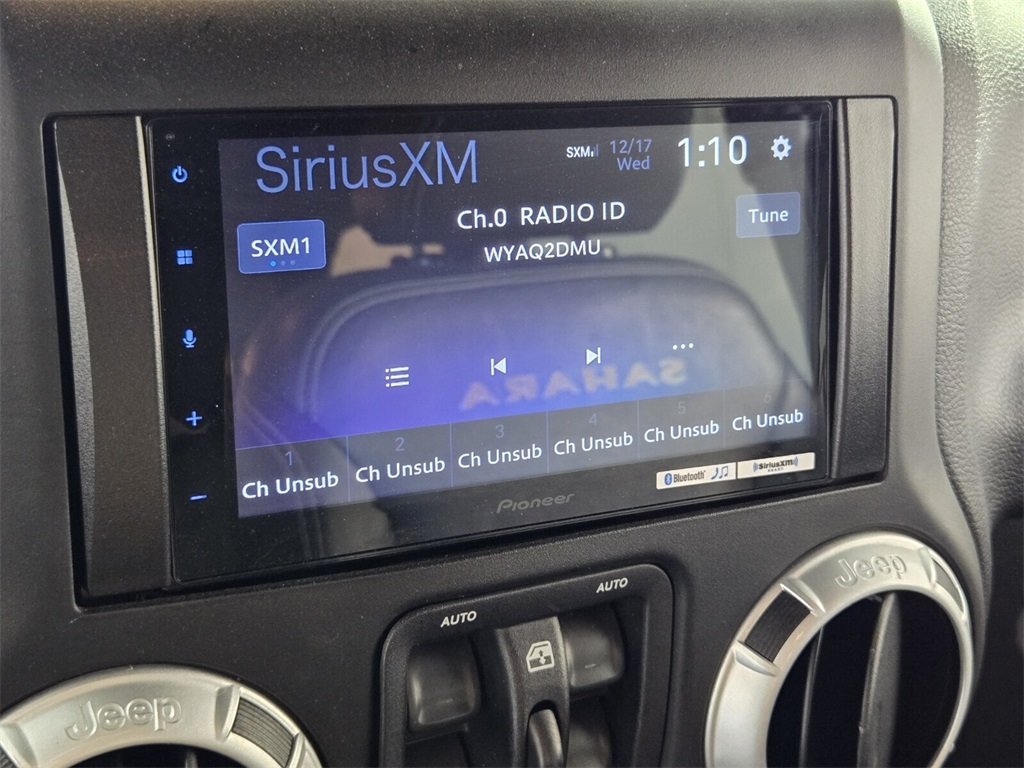 SiriusXM
SXM
12/17
Wed
1:10
SXM1
Ch.0 RADIO ID
WYAQ2DMU
Tune
SAHARA
1 2 3 4 5 6
Ch Unsub Ch Unsub Ch Unsub Ch Unsub Ch Unsub Ch Unsub
Pioneer
Bluetooth
SiriusXM
READY
AUTO
AUTO
Jeep
Jeep